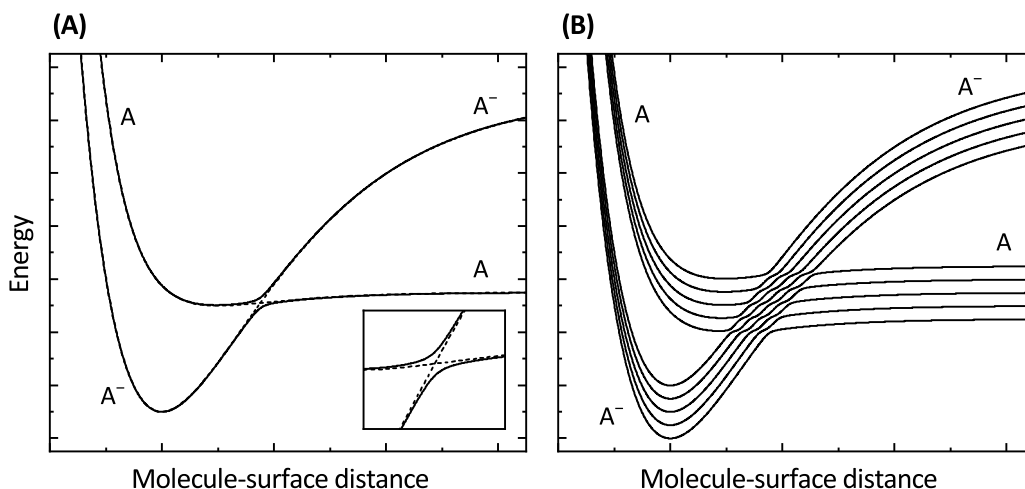 (A)
(B)
A
A⁻
A
A⁻
Energy
Molecule-surface distance
A
A⁻
A
A⁻
Molecule-surface distance